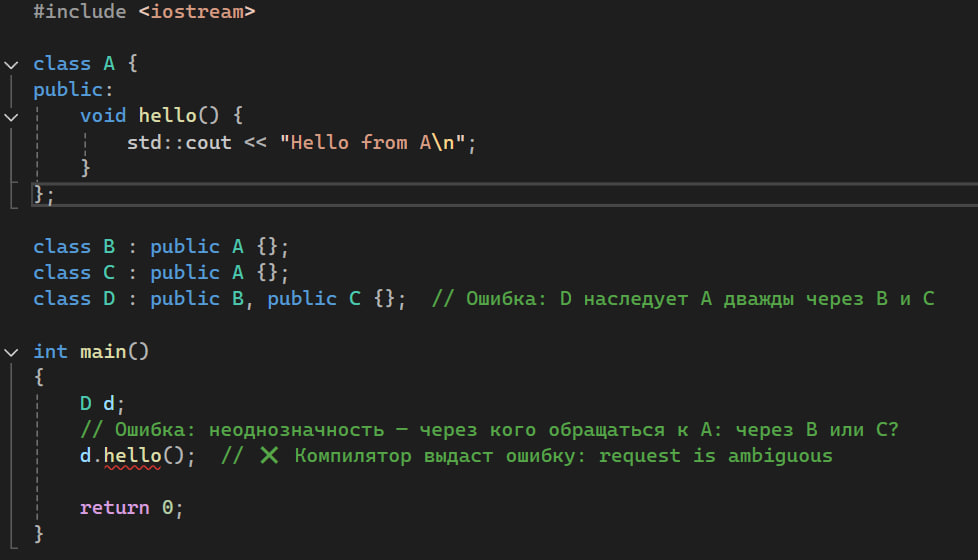 #include <iostream>
class A {
public:
void hello() {
std::cout << "Hello from A\n";
}
};
class B : public A {};
class C : public A {};
class D : public B, public C {};  // Ошибка: D наследует A дважды через B и C
int main()
{
D d;
// Ошибка: неоднозначность — через кого обращаться к A: через B или C?
d.hello();  // ❌ Компилятор выдаст ошибку: request is ambiguous
return 0;
}